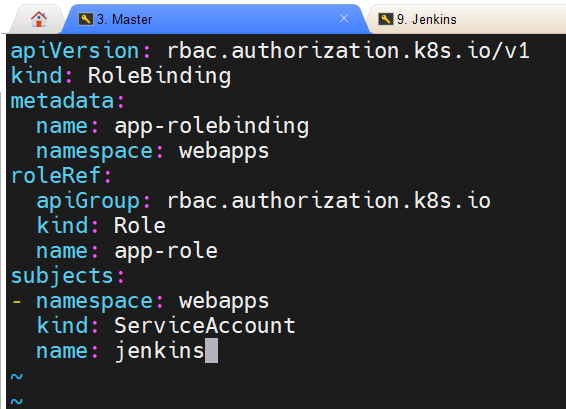 3. Master
9. Jenkins
apiVersion: rbac.authorization.k8s.io/v1
kind: RoleBinding
metadata:
  name: app-rolebinding
  namespace: webapps
roleRef:
  apiGroup: rbac.authorization.k8s.io
  kind: Role
  name: app-role
subjects:
- namespace: webapps
  kind: ServiceAccount
  name: jenkins
~
~